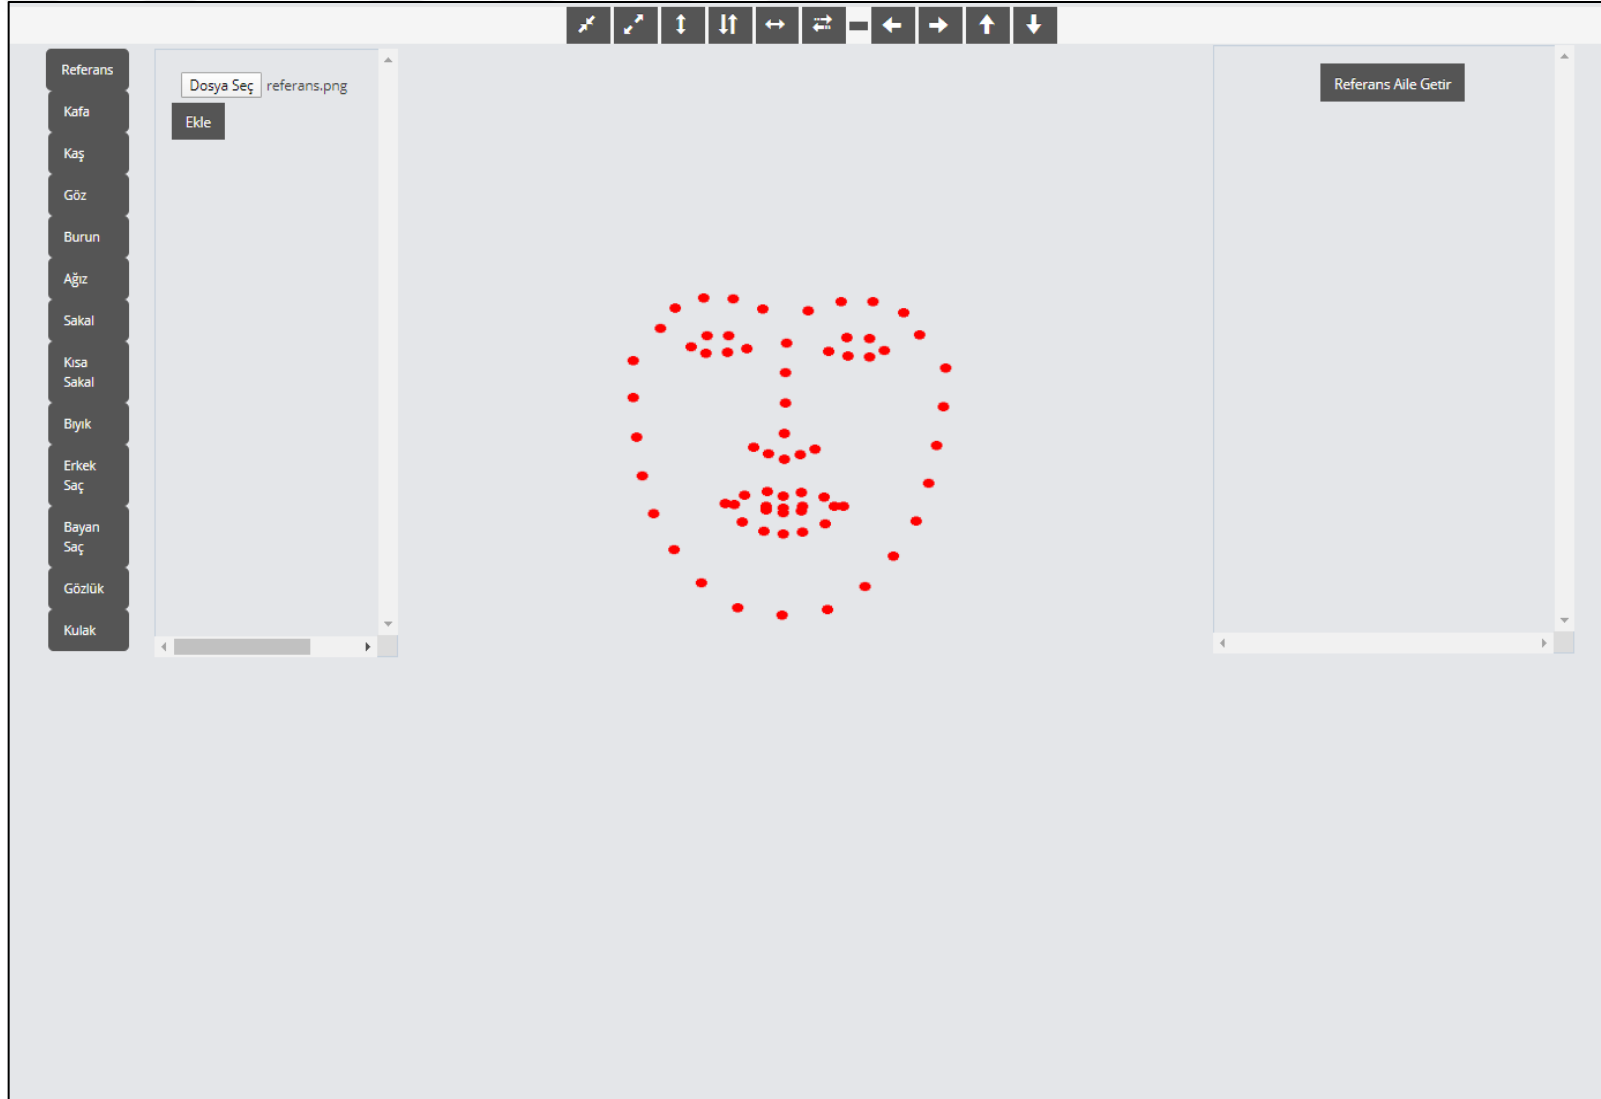 Referans
Kafa
Kaş
Göz
Burun
Ağız
Sakal
Kısa
Sakal
Bıyık
Erkek
Saç
Bayan
Saç
Gözlük
Kulak
Dosya Seç referans.png
Ekle
Referans Aile Getir